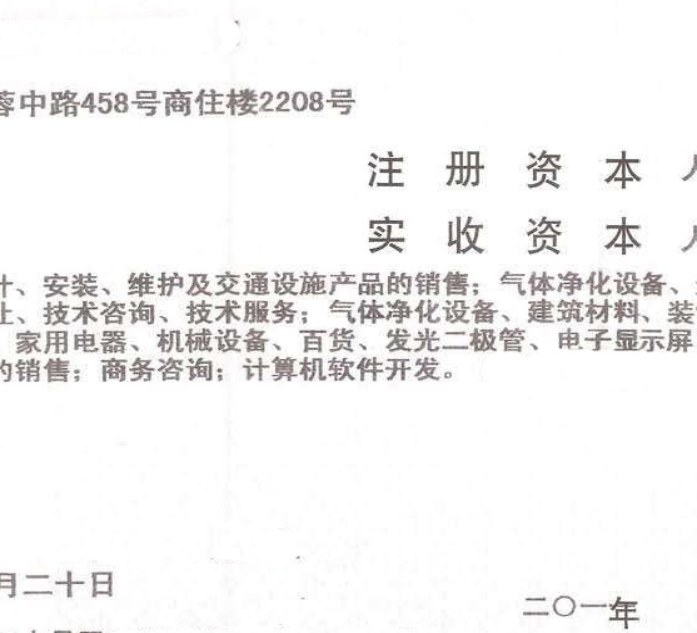 蓉中路458号商住楼2208号
注册资本
实收资本
计、安装、维护及交通设施产品的销售；气体净化设备、
让、技术咨询、技术服务；气体净化设备、建筑材料、装
、家用电器、机械设备、百货、发光二极管、电子显示屏
的销售；商务咨询；计算机软件开发。
月二十日
二〇一年